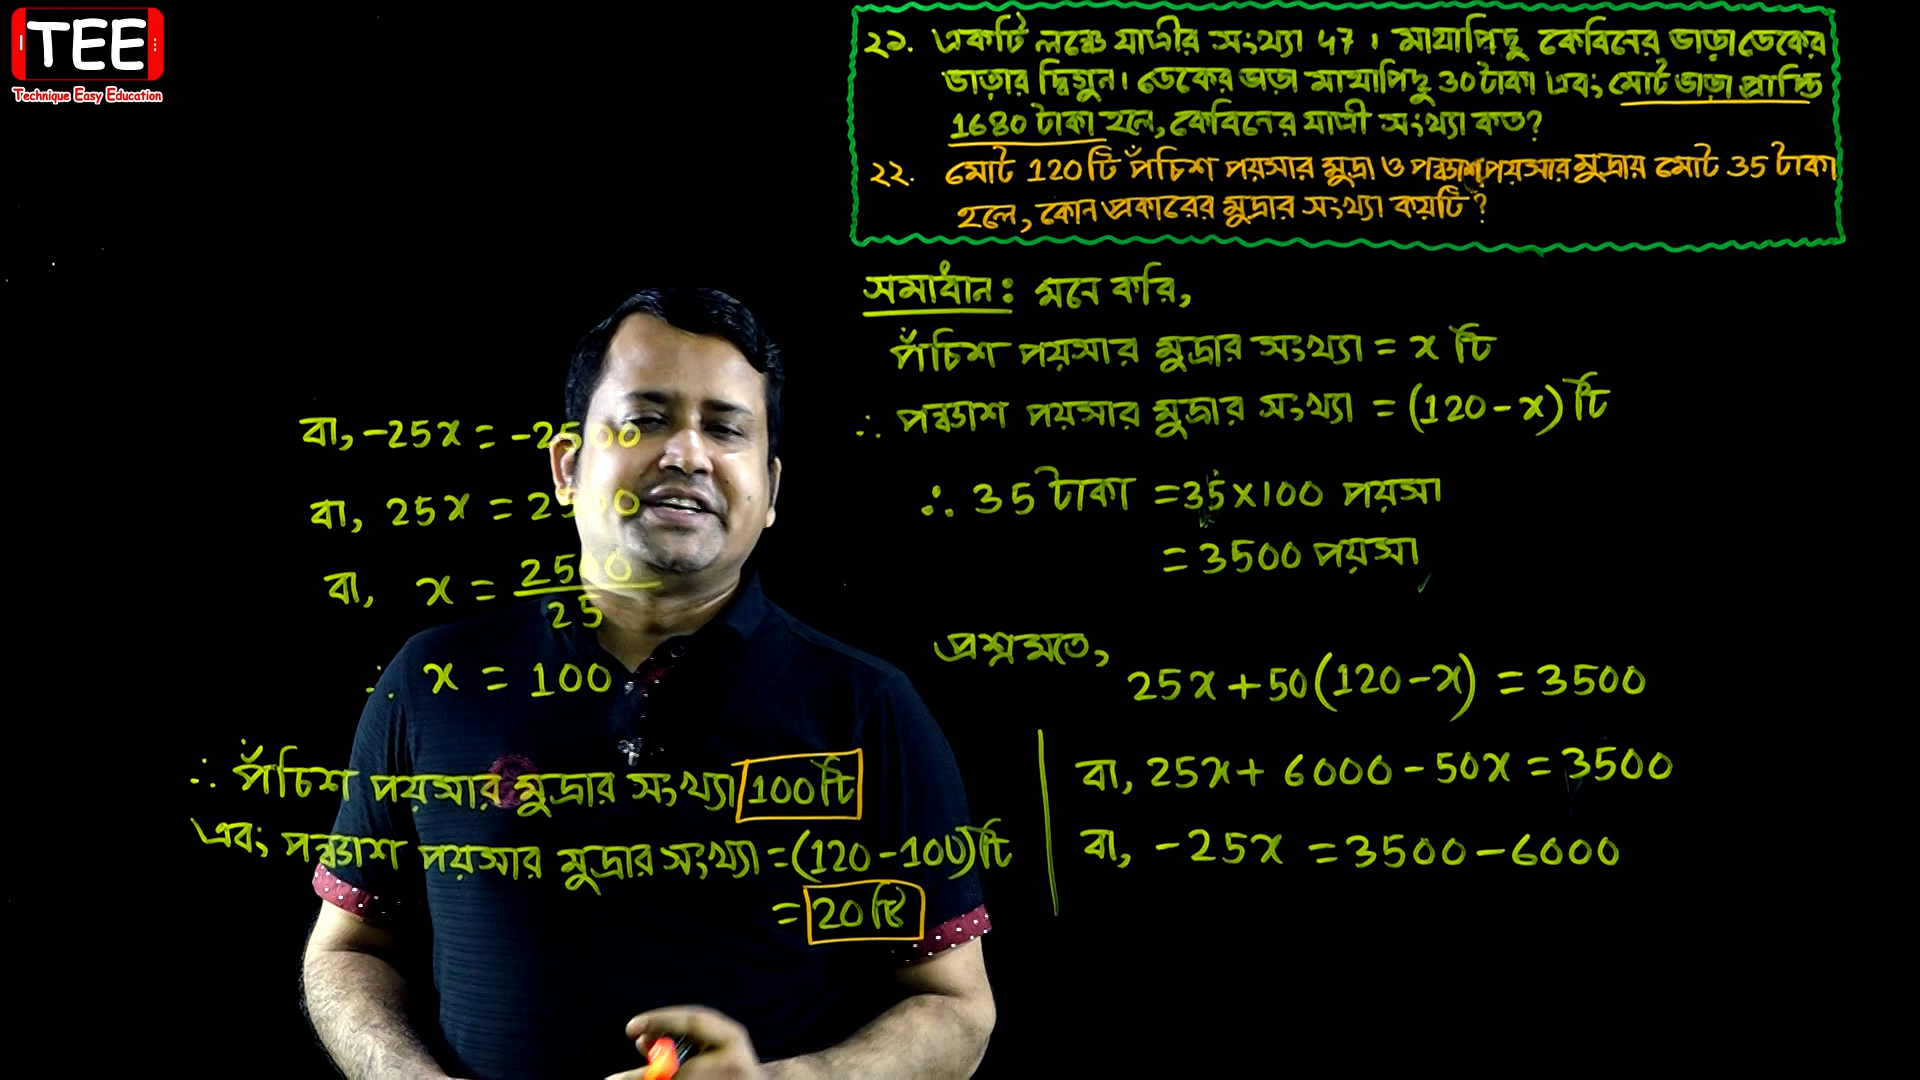 TEE
Technique Easy Education
২১. একটি লঞ্চে যাত্রীর সংখ্যা 47। মাথাপিছু কেবিনের ভাড়া ডেকের
ভাড়ার দ্বিগুন। ডেকের ভাড়া মাথাপিছু 30 টাকা এবং মোট ভাড়া প্রাপ্তি
1680 টাকা হলে, কেবিনের যাত্রী সংখ্যা কত?
২২. মোট 120 টি পঁচিশ পয়সার মুদ্রা ও পঞ্চাশ পয়সার মুদ্রায় মোট 35 টাকা
হলে, কোন প্রকারের মুদ্রার সংখ্যা কয়টি?
সমাধান: মনে করি,
পঁচিশ পয়সার মুদ্রার সংখ্যা = x টি
∴ পঞ্চাশ পয়সার মুদ্রার সংখ্যা = (120 - x) টি
∴ 35 টাকা = 35 × 100 পয়সা
= 3500 পয়সা
প্রশ্নমতে,
25x + 50(120 - x) = 3500
বা, 25x + 6000 - 50x = 3500
বা, -25x = 3500 - 6000
বা, -25x = -2500
বা, 25x = 2500
বা, x = 2500/25
∴ x = 100
∴ পঁচিশ পয়সার মুদ্রার সংখ্যা 100 টি
এবং পঞ্চাশ পয়সার মুদ্রার সংখ্যা = (120 - 100) টি
= 20 টি